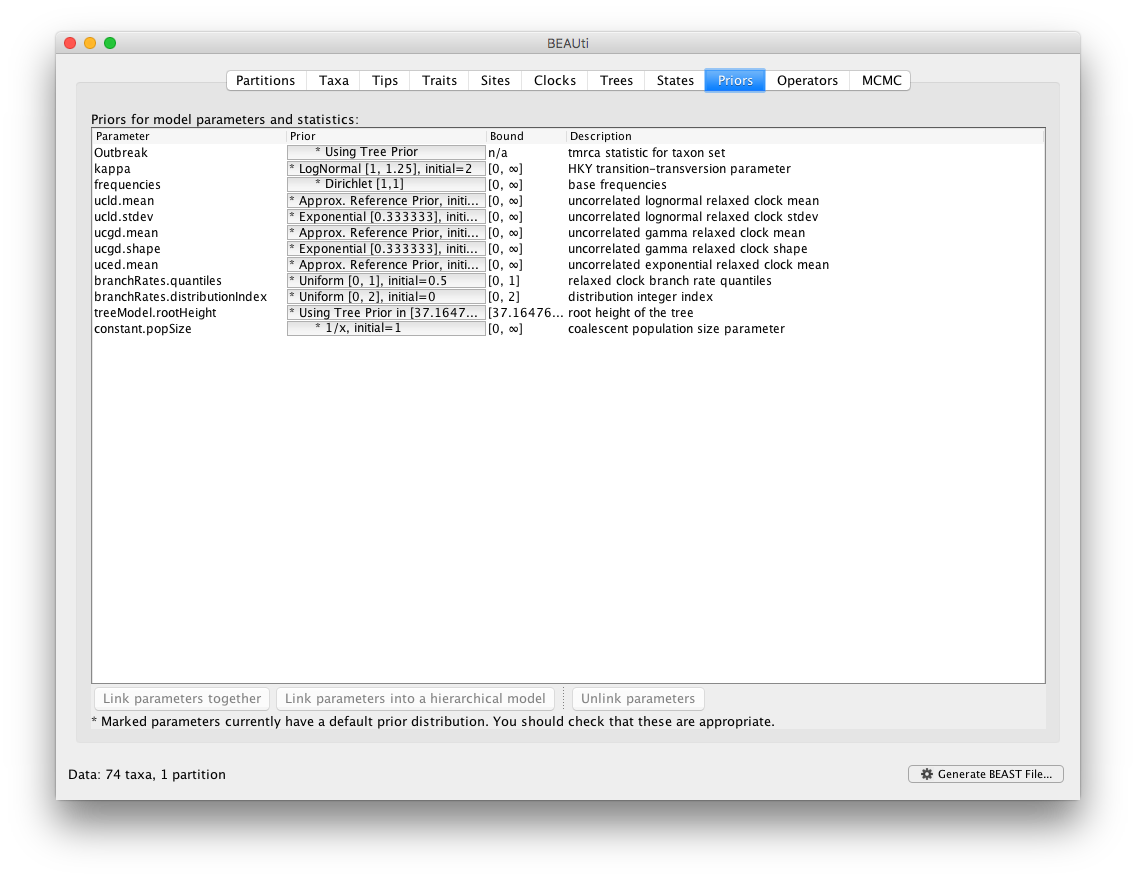 BEAUti
Partitions Taxa Tips Traits Sites Clocks Trees States Priors Operators MCMC
Priors for model parameters and statistics:
Parameter Prior Bound Description
Outbreak * Using Tree Prior n/a tmrca statistic for taxon set
kappa * LogNormal [1, 1.25], initial=2 [0, ∞] HKY transition-transversion parameter
frequencies * Dirichlet [1,1] [0, ∞] base frequencies
ucld.mean * Approx. Reference Prior, initi... [0, ∞] uncorrelated lognormal relaxed clock mean
ucld.stdev * Exponential [0.333333], initi... [0, ∞] uncorrelated lognormal relaxed clock stdev
ucgd.mean * Approx. Reference Prior, initi... [0, ∞] uncorrelated gamma relaxed clock mean
ucgd.shape * Exponential [0.333333], initi... [0, ∞] uncorrelated gamma relaxed clock shape
uced.mean * Approx. Reference Prior, initi... [0, ∞] uncorrelated exponential relaxed clock mean
branchRates.quantiles * Uniform [0, 1], initial=0.5 [0, 1] relaxed clock branch rate quantiles
branchRates.distributionIndex * Uniform [0, 2], initial=0 [0, 2] distribution integer index
treeModel.rootHeight * Using Tree Prior in [37.1647... [37.16476... root height of the tree
constant.popSize * 1/x, initial=1 [0, ∞] coalescent population size parameter
Link parameters together Link parameters into a hierarchical model Unlink parameters
* Marked parameters currently have a default prior distribution. You should check that these are appropriate.
Data: 74 taxa, 1 partition Generate BEAST File...